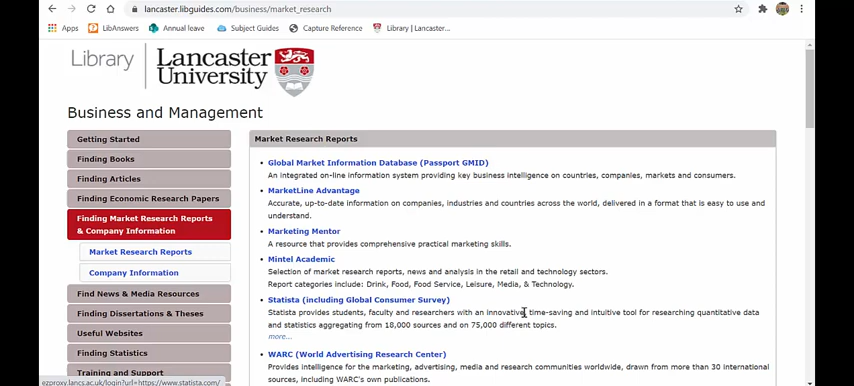 lancaster.libguides.com/business/market_research
Apps LibAnswers Annual leave Subject Guides Capture Reference Library | Lancaster...
Library Lancaster University
Business and Management
Getting Started
Finding Books
Finding Articles
Finding Economic Research Papers
Finding Market Research Reports
& Company Information
Market Research Reports
Company Information
Find News & Media Resources
Finding Dissertations & Theses
Useful Websites
Finding Statistics
Training and Support
Market Research Reports
Global Market Information Database (Passport GMID)
An integrated on-line information system providing key business intelligence on countries, companies, markets and consumers.
MarketLine Advantage
Accurate, up-to-date information on companies, industries and countries across the world, delivered in a format that is easy to use and
understand.
Marketing Mentor
A resource that provides comprehensive practical marketing skills.
Mintel Academic
Selection of market research reports, news and analysis in the retail and technology sectors.
Report categories include: Drink, Food, Food Service, Leisure, Media, & Technology.
Statista (including Global Consumer Survey)
Statista provides students, faculty and researchers with an innovative, time-saving and intuitive tool for researching quantitative data
and statistics aggregating from 18,000 sources and on 75,000 different topics.
more...
WARC (World Advertising Research Center)
Provides intelligence for the marketing, advertising, media and research communities worldwide, drawn from more than 30 international
sources, including WARC's own publications.
ezproxy.lancs.ac.uk/login?url=https://www.statista.com/